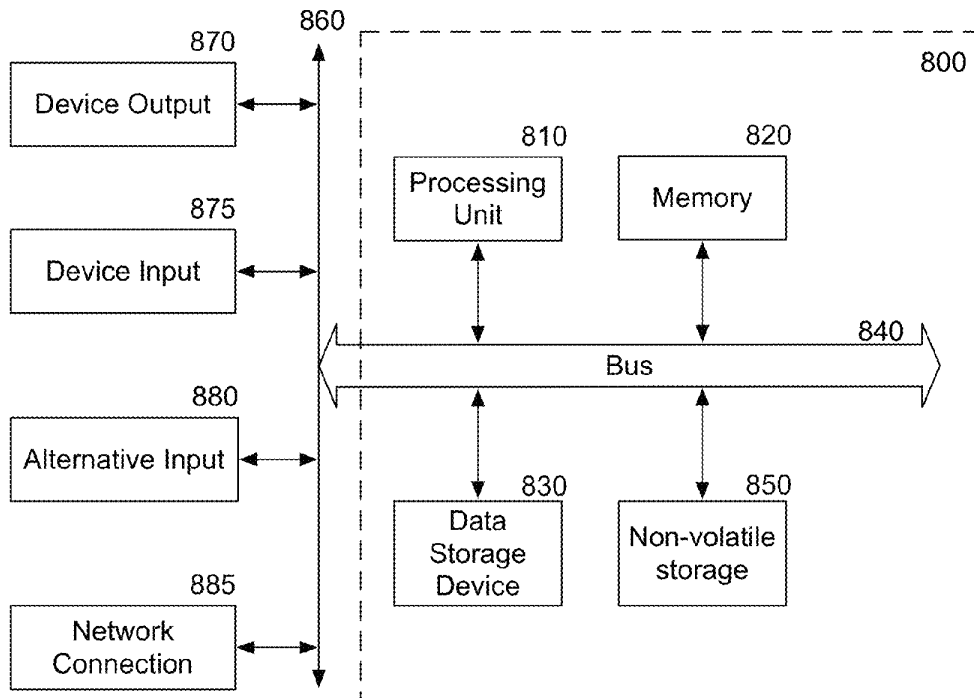 860
870
Device Output
800
810
Processing
Unit
820
Memory
875
Device Input
840
Bus
880
Alternative Input
830
Data
Storage
Device
850
Non-volatile
storage
885
Network
Connection